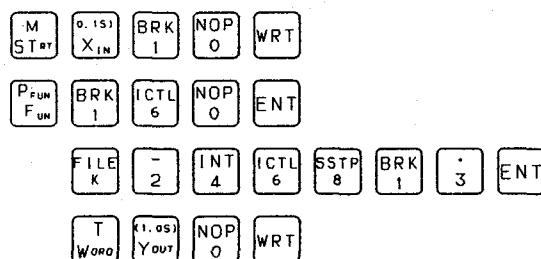 M 0.1(S) BRK NOP WRT
STRT XIN 1 0
PFUN BRK ICTL NOP ENT
FUN 1 6 0
FILE - INT ICTL SSTP BRK · ENT
K 2 4 6 8 1 3
T (1.0S) NOP WRT
WORD YOUT 0